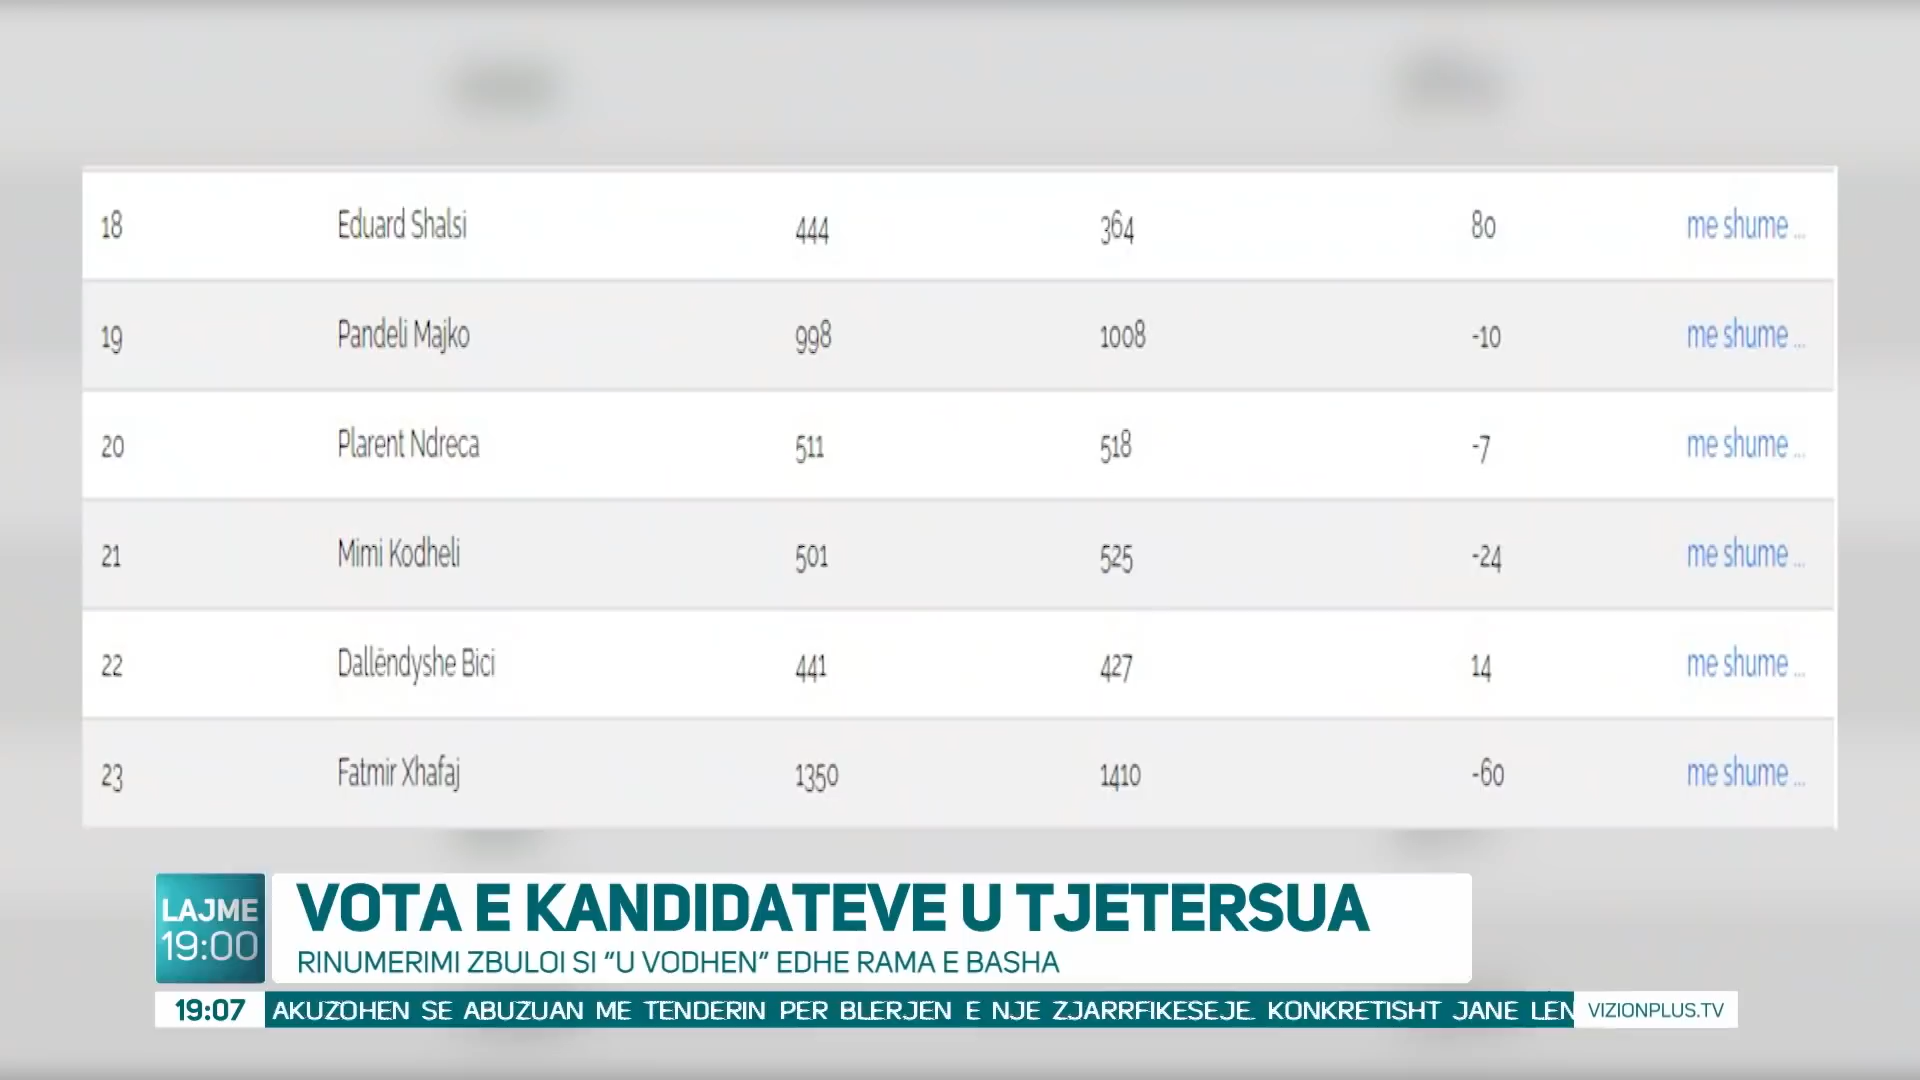 18 Eduard Shalsi 444 364 80 me shume ...
19 Pandeli Majko 998 1008 -10 me shume ...
20 Plarent Ndreca 511 518 -7 me shume ...
21 Mimi Kodheli 501 525 -24 me shume ...
22 Dallëndyshe Bici 441 427 14 me shume ...
23 Fatmir Xhafaj 1350 1410 -60 me shume ...
LAJME
19:00
VOTA E KANDIDATEVE U TJETERSUA
RINUMERIMI ZBULOI SI "U VODHEN" EDHE RAMA E BASHA
19:07 AKUZOHEN SE ABUZUAN ME TENDERIN PER BLERJEN E NJE ZJARRFIKESEJE. KONKRETISHT JANE LEN VIZIONPLUS.TV